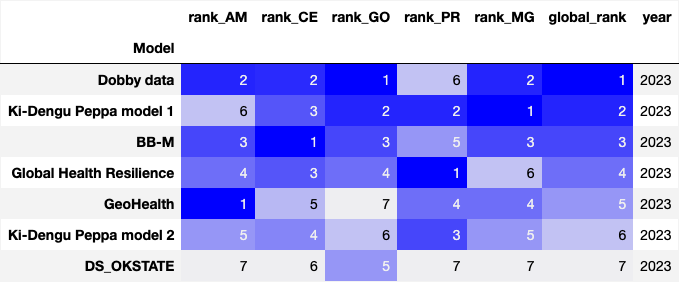 rank_AM rank_CE rank_GO rank_PR rank_MG global_rank year
Model
Dobby data 2 2 1 6 2 1 2023
Ki-Dengu Peppa model 1 6 3 2 2 1 2 2023
BB-M 3 1 3 5 3 3 2023
Global Health Resilience 4 3 4 1 6 4 2023
GeoHealth 1 5 7 4 4 5 2023
Ki-Dengu Peppa model 2 5 4 6 3 5 6 2023
DS_OKSTATE 7 6 5 7 7 7 2023